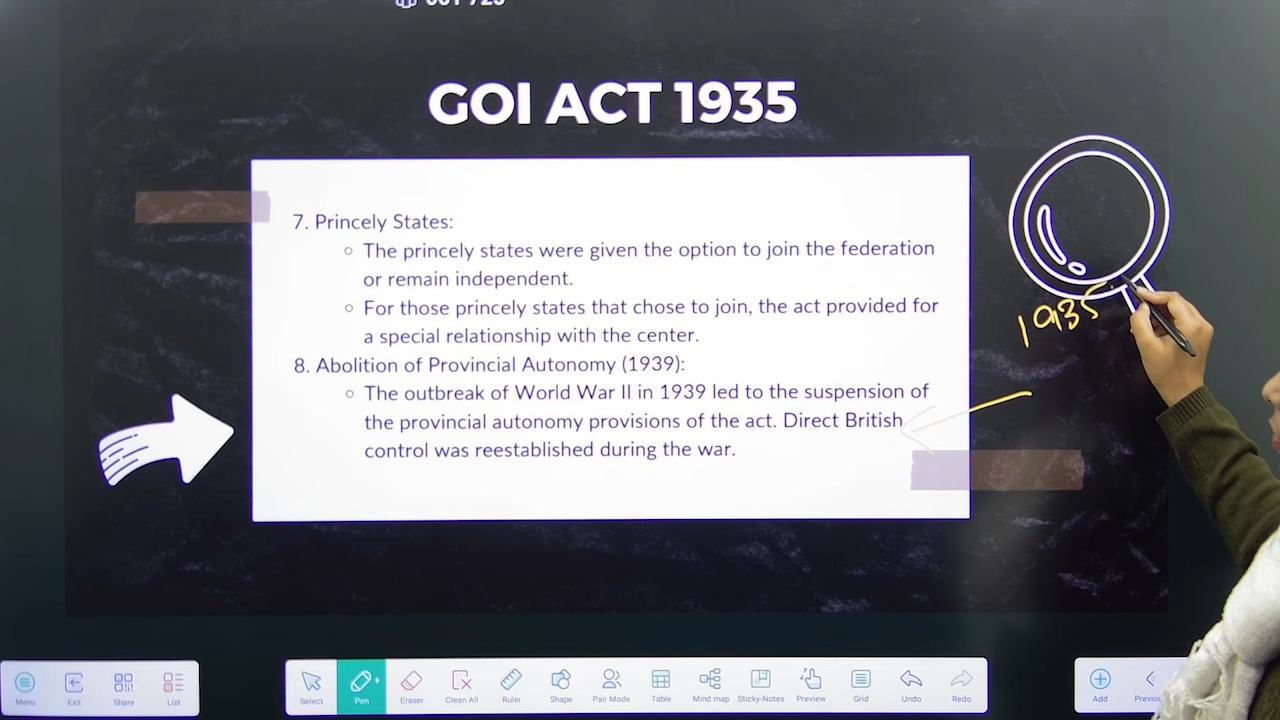 GOI ACT 1935
7. Princely States:
○ The princely states were given the option to join the federation
or remain independent.
○ For those princely states that chose to join, the act provided for
a special relationship with the center.
8. Abolition of Provincial Autonomy (1939):
○ The outbreak of World War II in 1939 led to the suspension of
the provincial autonomy provisions of the act. Direct British
control was reestablished during the war.
1935
Menu Exit Share List Select Pen Eraser Clean All Ruler Shape Pair Mode Table Mind map Sticky-Notes Preview Grid Undo Redo Add